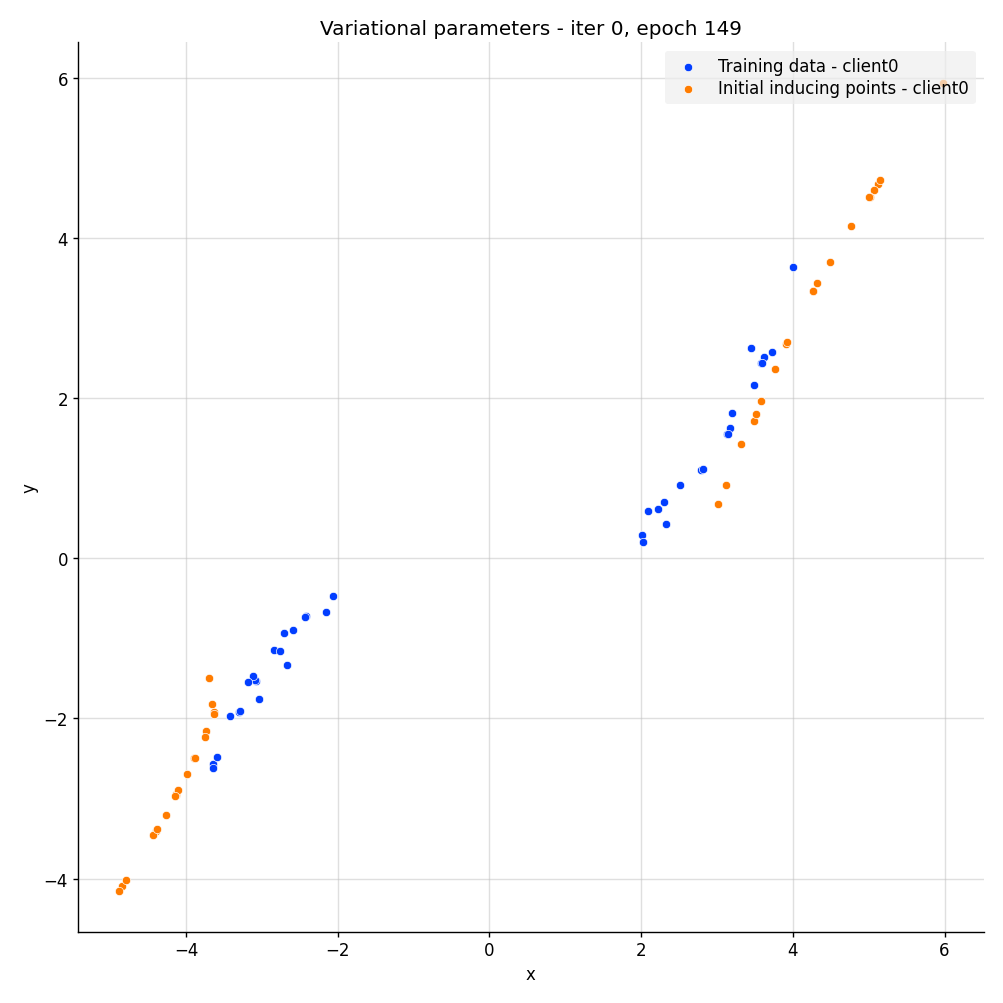 Variational parameters - iter 0, epoch 149
Training data - client0
Initial inducing points - client0
6
4
2
0
−2
−4
y
−4
−2
0
2
4
6
x